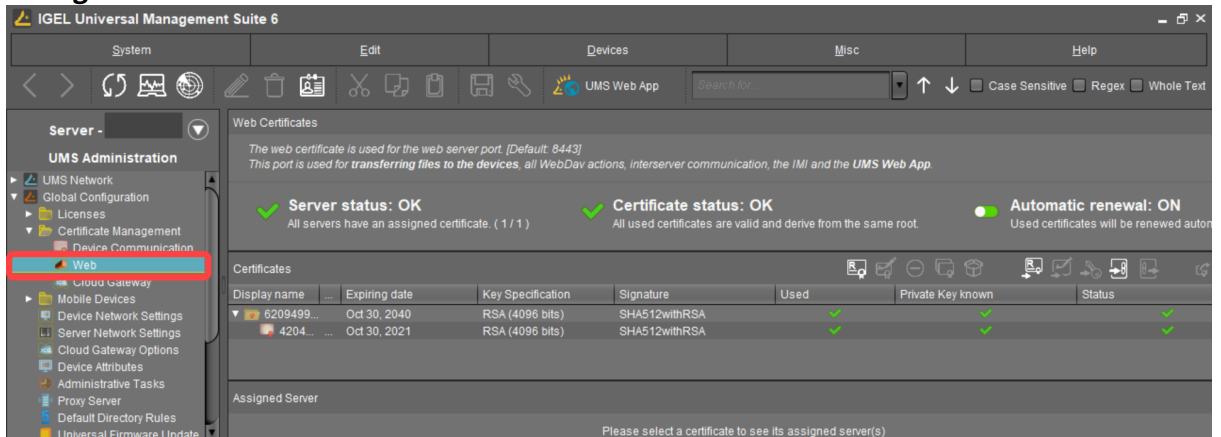 IGEL Universal Management Suite 6
System Edit Devices Misc Help
UMS Web App Search for... Case Sensitive Regex Whole Text
Server -
UMS Administration
UMS Network
Global Configuration
Licenses
Certificate Management
Device Communication
Web
Cloud Gateway
Mobile Devices
Device Network Settings
Server Network Settings
Cloud Gateway Options
Device Attributes
Administrative Tasks
Proxy Server
Default Directory Rules
Universal Firmware Update
Web Certificates
The web certificate is used for the web server port. [Default: 8443]
This port is used for transferring files to the devices, all WebDav actions, interserver communication, the IMI and the UMS Web App.
Server status: OK
All servers have an assigned certificate. ( 1 / 1 )
Certificate status: OK
All used certificates are valid and derive from the same root.
Automatic renewal: ON
Used certificates will be renewed auton
Certificates
Display name ... Expiring date Key Specification Signature Used Private Key known Status
6209499... Oct 30, 2040 RSA (4096 bits) SHA512withRSA
4204... ... Oct 30, 2021 RSA (4096 bits) SHA512withRSA
Assigned Server
Please select a certificate to see its assigned server(s)